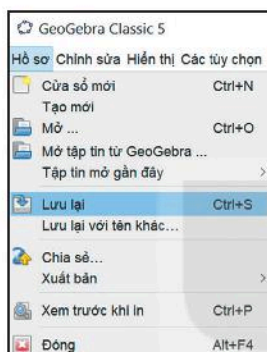 GeoGebra Classic 5
Hồ sơ Chỉnh sửa Hiển thị Các tùy chọn
Cửa sổ mới Ctrl+N
Tạo mới
Mở ... Ctrl+O
Mở tập tin từ GeoGebra ...
Tập tin mở gần đây
Lưu lại Ctrl+S
Lưu lại với tên khác...
Chia sẻ...
Xuất bản
Xem trước khi in Ctrl+P
Đóng Alt+F4